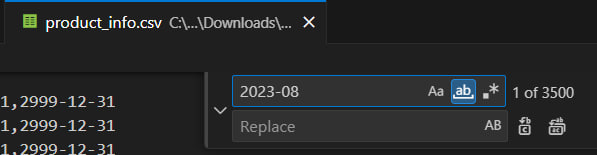 product_info.csv C:\...\Downloads\...
2023-08 Aa ab .* 1 of 3500
1,2999-12-31
1,2999-12-31
Replace AB
1,2999-12-31